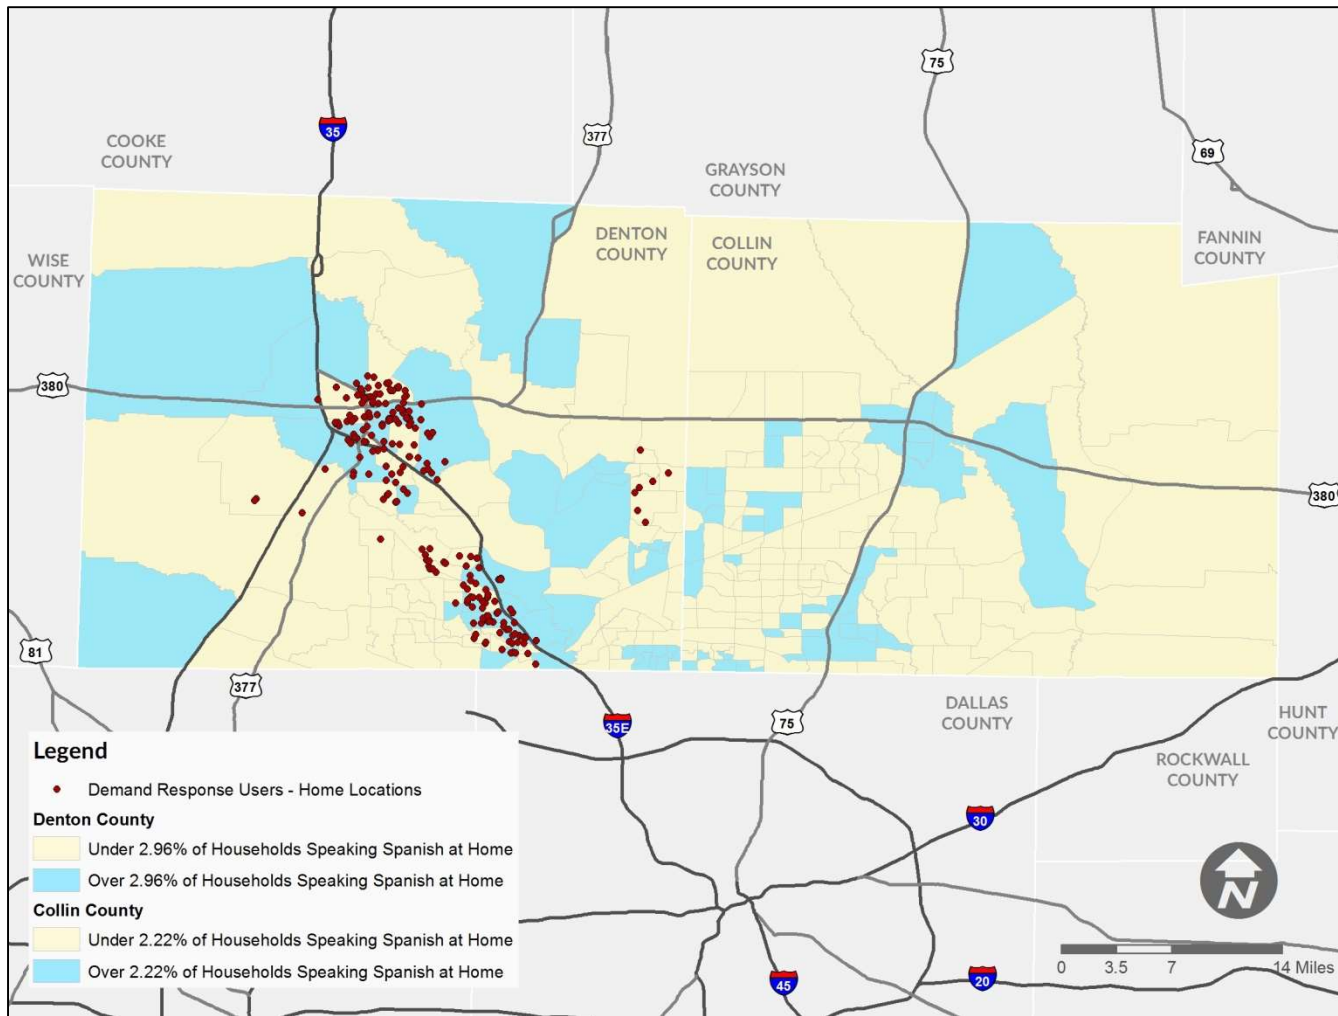 75
35
377
COOKE
COUNTY
69
GRAYSON
COUNTY
DENTON
COUNTY
COLLIN
COUNTY
FANNIN
COUNTY
WISE
COUNTY
380
380
81
377
35E
75
DALLAS
COUNTY
HUNT
COUNTY
ROCKWALL
COUNTY
30
45
20
Legend
Demand Response Users - Home Locations
Denton County
Under 2.96% of Households Speaking Spanish at Home
Over 2.96% of Households Speaking Spanish at Home
Collin County
Under 2.22% of Households Speaking Spanish at Home
Over 2.22% of Households Speaking Spanish at Home
N
0 3.5 7 14 Miles